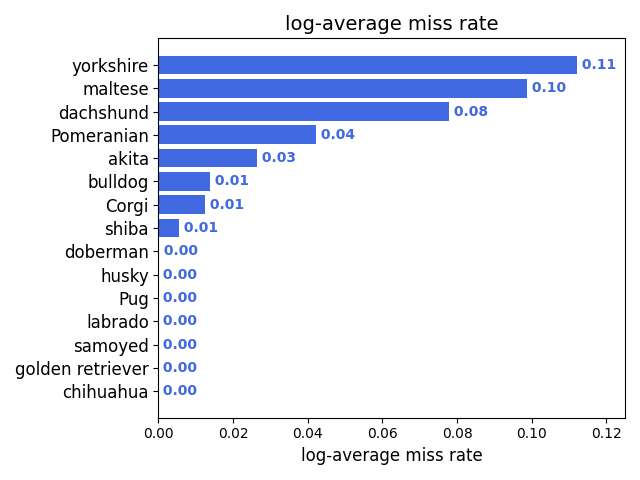 log-average miss rate
yorkshire 0.11
maltese 0.10
dachshund 0.08
Pomeranian 0.04
akita 0.03
bulldog 0.01
Corgi 0.01
shiba 0.01
doberman 0.00
husky 0.00
Pug 0.00
labrado 0.00
samoyed 0.00
golden retriever 0.00
chihuahua 0.00
0.00 0.02 0.04 0.06 0.08 0.10 0.12
log-average miss rate